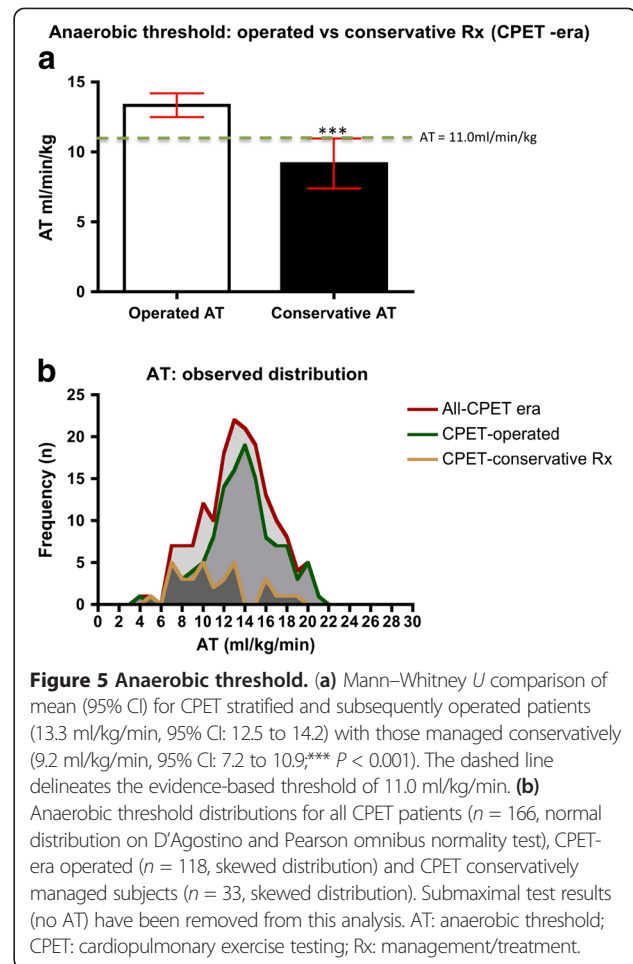 Anaerobic threshold: operated vs conservative Rx (CPET -era)
a
15
10
5
0
AT ml/min/kg
***
AT = 11.0ml/min/kg
Operated AT
Conservative AT
b
AT: observed distribution
25
20
15
10
5
0
Frequency (n)
All-CPET era
CPET-operated
CPET-conservative Rx
0 2 4 6 8 10 12 14 16 18 20 22 24 26 28 30
AT (ml/kg/min)
Figure 5 Anaerobic threshold. (a) Mann–Whitney U comparison of
mean (95% CI) for CPET stratified and subsequently operated patients
(13.3 ml/kg/min, 95% CI: 12.5 to 14.2) with those managed conservatively
(9.2 ml/kg/min, 95% CI: 7.2 to 10.9;*** P < 0.001). The dashed line
delineates the evidence-based threshold of 11.0 ml/kg/min. (b)
Anaerobic threshold distributions for all CPET patients (n = 166, normal
distribution on D’Agostino and Pearson omnibus normality test), CPET-
era operated (n = 118, skewed distribution) and CPET conservatively
managed subjects (n = 33, skewed distribution). Submaximal test results
(no AT) have been removed from this analysis. AT: anaerobic threshold;
CPET: cardiopulmonary exercise testing; Rx: management/treatment.